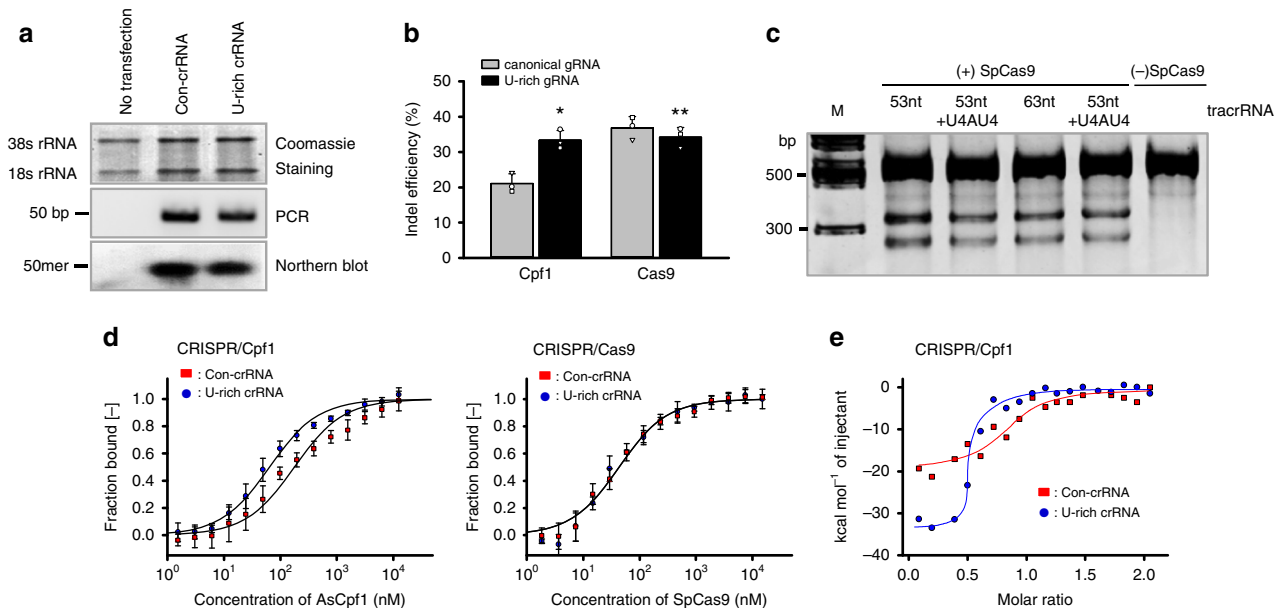 a
No transfection
Con-crRNA
U-rich crRNA
38s rRNA
Coomassie
18s rRNA
Staining
50 bp
PCR
50mer
Northern blot
b
canonical gRNA
U-rich gRNA
Indel efficiency (%)
50
40
30
20
10
0
*
**
Cpf1
Cas9
c
(+) SpCas9
(−)SpCas9
M
53nt
53nt
+U4AU4
63nt
53nt
+U4AU4
tracrRNA
bp
500
300
d
CRISPR/Cpf1
: Con-crRNA
: U-rich crRNA
Fraction bound [–]
1.0
0.8
0.6
0.4
0.2
0.0
10⁰ 10¹ 10² 10³ 10⁴
Concentration of AsCpf1 (nM)
CRISPR/Cas9
: Con-crRNA
: U-rich crRNA
Fraction bound [–]
1.0
0.8
0.6
0.4
0.2
0.0
10⁰ 10¹ 10² 10³ 10⁴
Concentration of SpCas9 (nM)
e
CRISPR/Cpf1
kcal mol⁻¹ of injectant
0
−10
−20
−30
−40
: Con-crRNA
: U-rich crRNA
0.0 0.5 1.0 1.5 2.0
Molar ratio